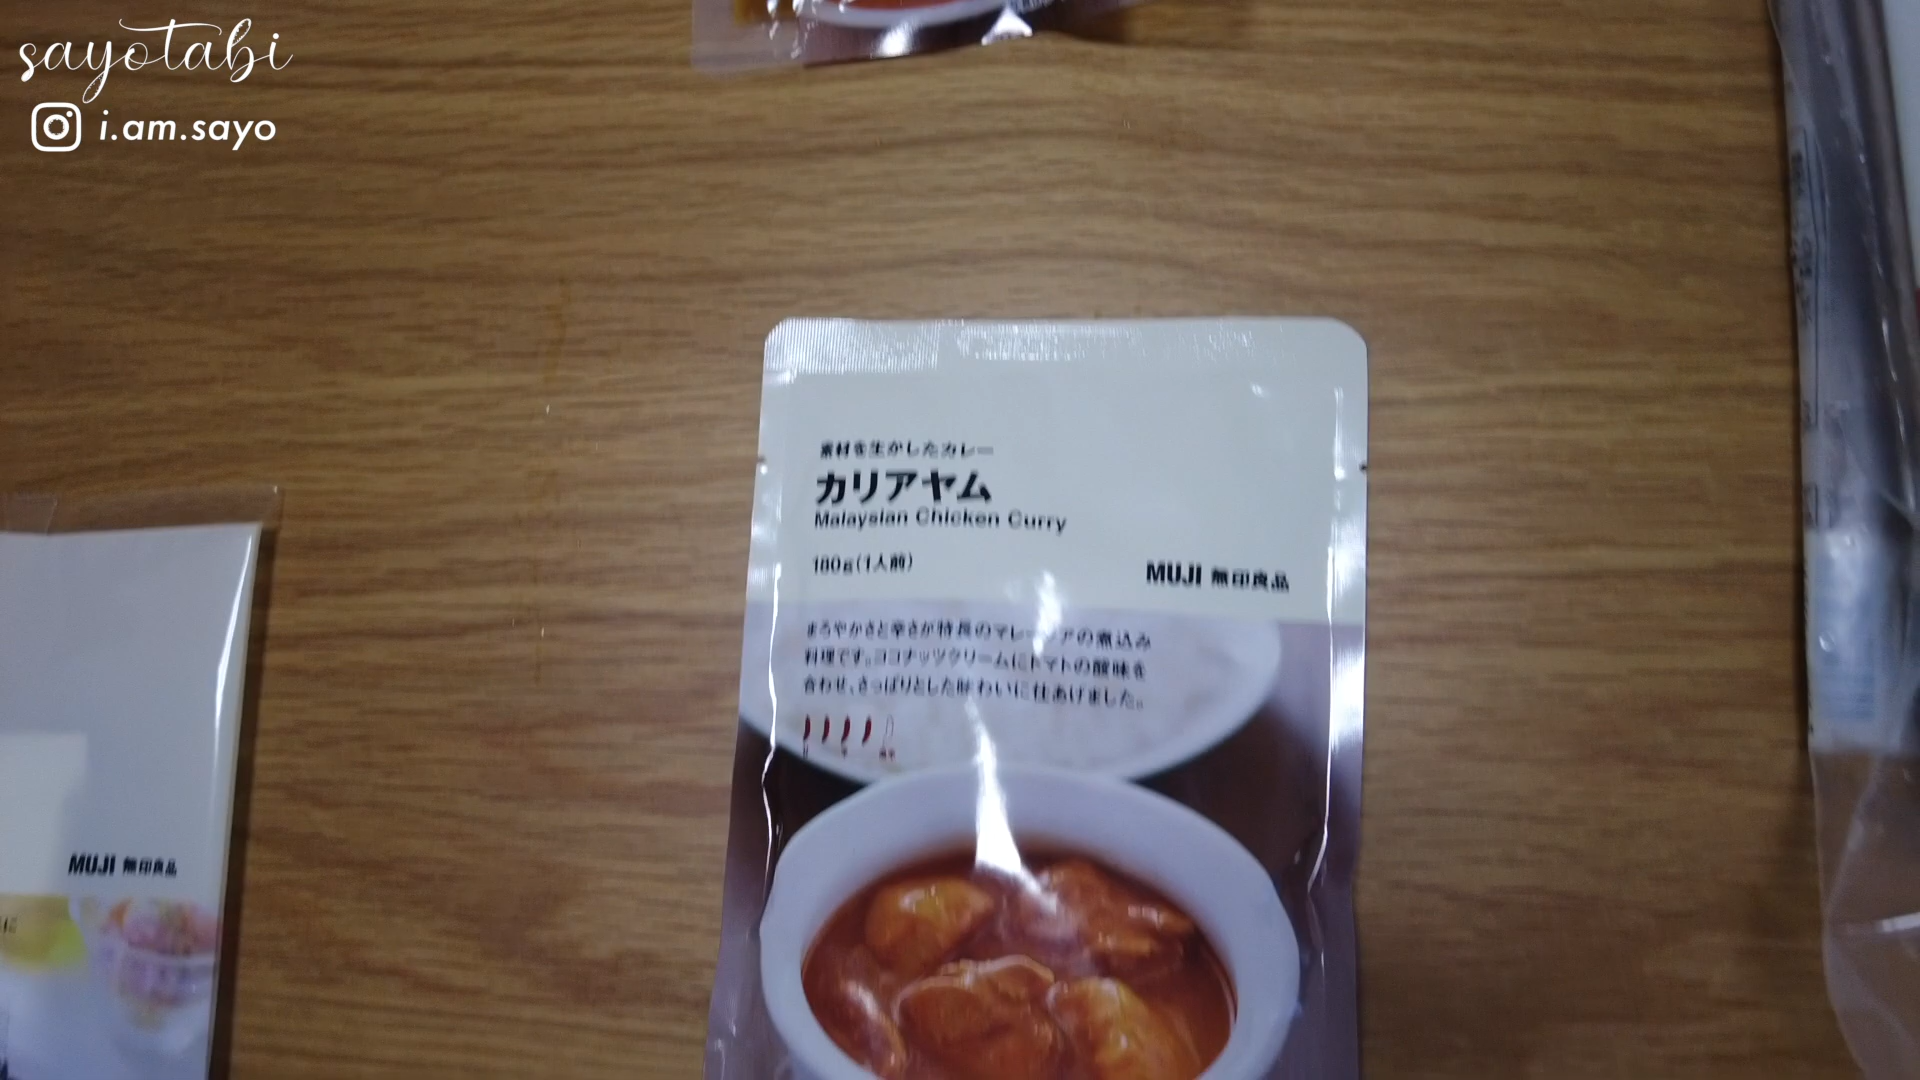 sayotabi
i.am.sayo
素材を生かしたカレー
カリアヤム
Malaysian Chicken Curry
180g(1人前)
MUJI 無印良品
まろやかさと辛さが特長のマレーシアの煮込み
料理です。ココナッツクリームにトマトの酸味を
合わせ、さっぱりとした味わいに仕あげました。
MUJI 無印良品